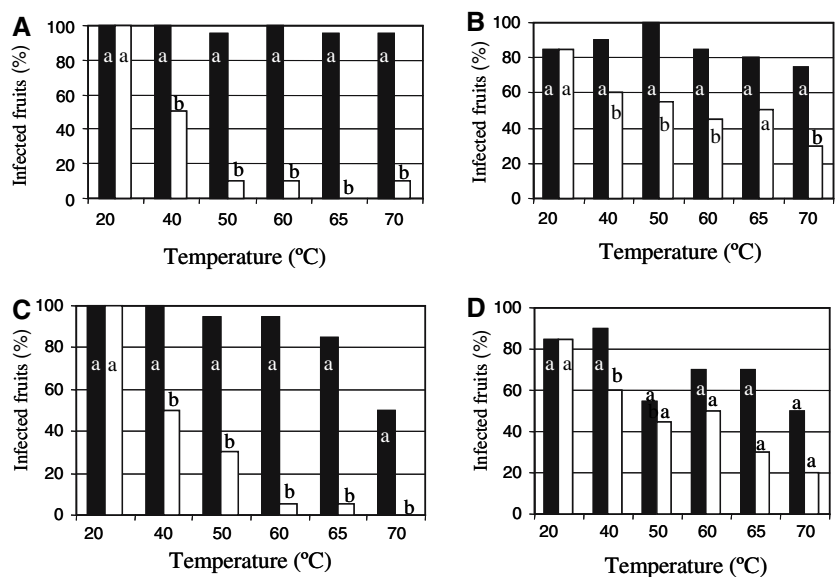 A
Infected fruits (%)
100
80
60
40
20
0
a a a b a b a b a b a b
20 40 50 60 65 70
Temperature (ºC)
B
Infected fruits (%)
100
80
60
40
20
0
a a a b a b a b a a a b
20 40 50 60 65 70
Temperature (ºC)
C
Infected fruits (%)
100
80
60
40
20
0
a a a b a b a b a b a b
20 40 50 60 65 70
Temperature (ºC)
D
Infected fruits (%)
100
80
60
40
20
0
a a a b a b a a a a a a a
20 40 50 60 65 70
Temperature (ºC)